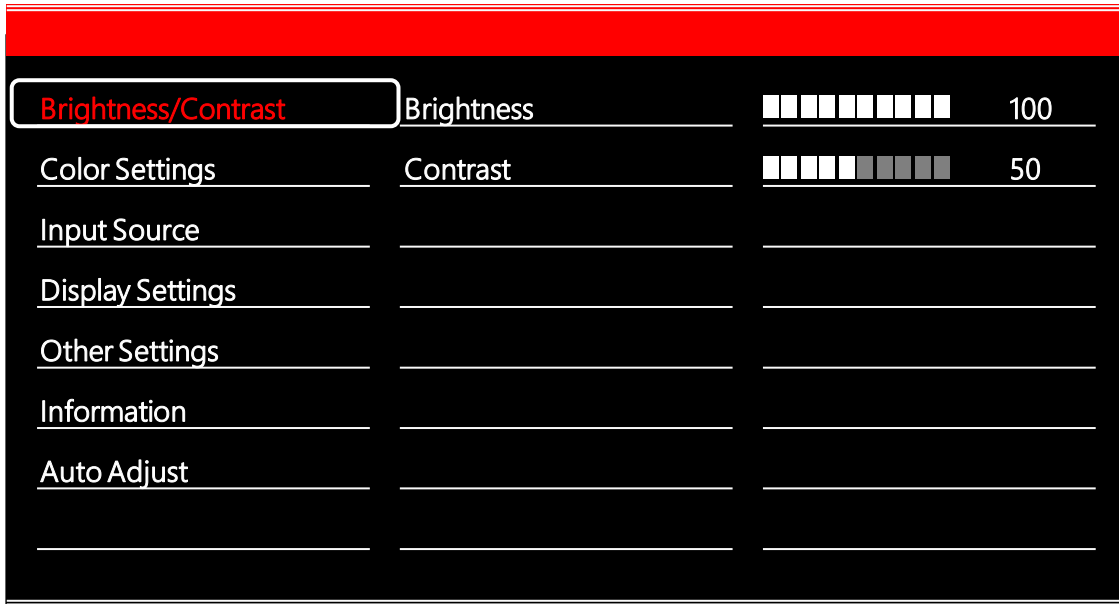 Brightness/Contrast Brightness 100
Color Settings Contrast 50
Input Source
Display Settings
Other Settings
Information
Auto Adjust